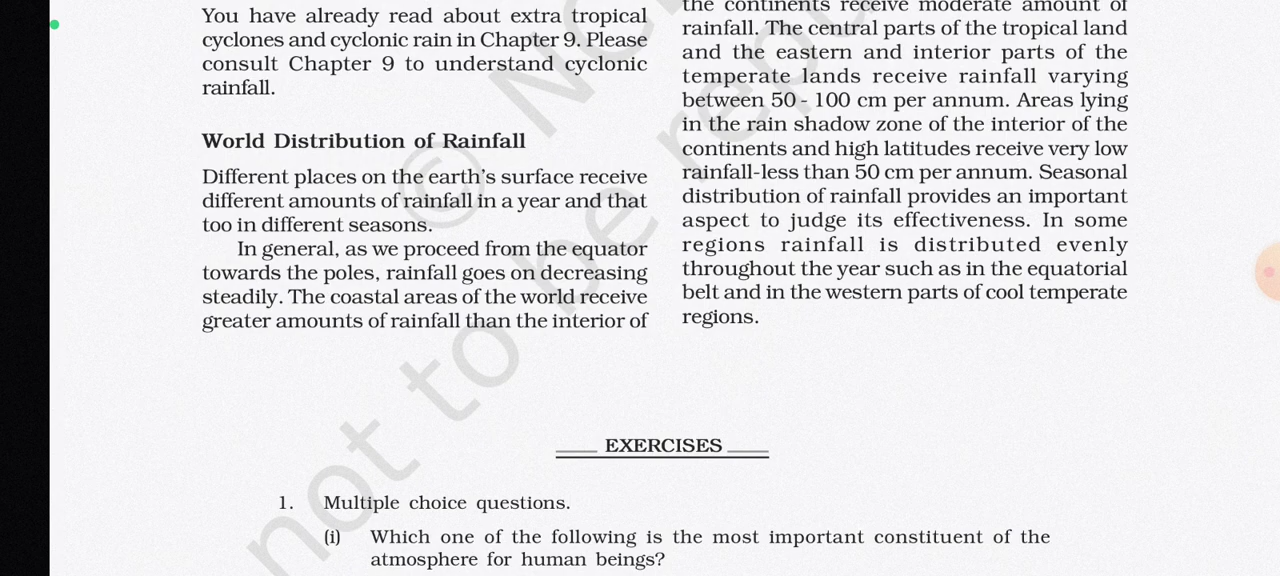 You have already read about extra tropical
cyclones and cyclonic rain in Chapter 9. Please
consult Chapter 9 to understand cyclonic
rainfall.
World Distribution of Rainfall
Different places on the earth's surface receive
different amounts of rainfall in a year and that
too in different seasons.
In general, as we proceed from the equator
towards the poles, rainfall goes on decreasing
steadily. The coastal areas of the world receive
greater amounts of rainfall than the interior of
the continents receive moderate amount of
rainfall. The central parts of the tropical land
and the eastern and interior parts of the
temperate lands receive rainfall varying
between 50 - 100 cm per annum. Areas lying
in the rain shadow zone of the interior of the
continents and high latitudes receive very low
rainfall-less than 50 cm per annum. Seasonal
distribution of rainfall provides an important
aspect to judge its effectiveness. In some
regions rainfall is distributed evenly
throughout the year such as in the equatorial
belt and in the western parts of cool temperate
regions.
EXERCISES
1. Multiple choice questions.
(i) Which one of the following is the most important constituent of the
atmosphere for human beings?
©
not to be